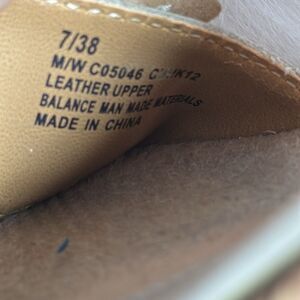 7/38
M/W C05046
LEATHER UPPER
BALANCE MAN MADE MATERIALS
MADE IN CHINA